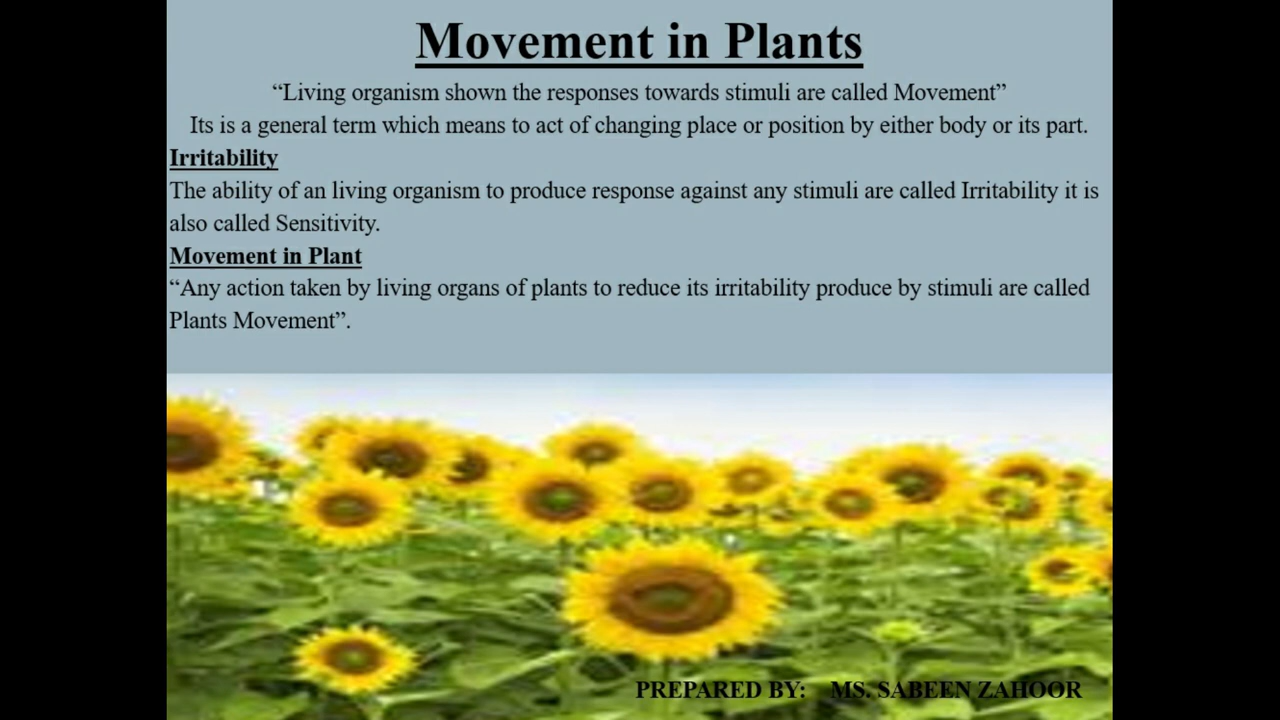 Movement in Plants
“Living organism shown the responses towards stimuli are called Movement”
Its is a general term which means to act of changing place or position by either body or its part.
Irritability
The ability of an living organism to produce response against any stimuli are called Irritability it is
also called Sensitivity.
Movement in Plant
“Any action taken by living organs of plants to reduce its irritability produce by stimuli are called
Plants Movement”.
PREPARED BY: MS. SABEEN ZAHOOR